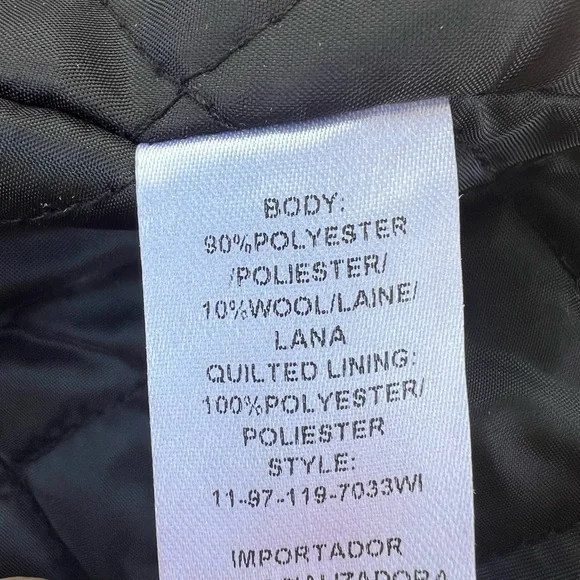 BODY:
90%POLYESTER
/POLIESTER/
10%WOOL/LAINE/
LANA
QUILTED LINING:
100%POLYESTER/
POLIESTER
STYLE:
11-97-119-7033WI
IMPORTADOR